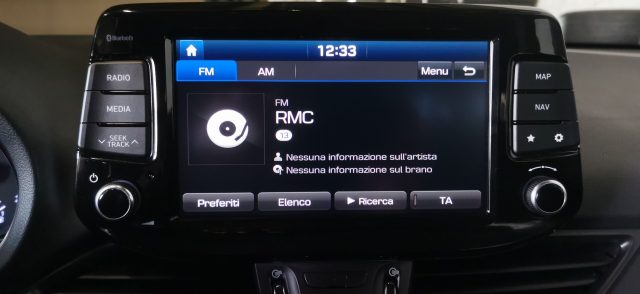 Bluetooth
12:33
RADIO
MEDIA
SEEK
TRACK
FM AM Menu
FM
RMC
13
Nessuna informazione sull'artista
Nessuna informazione sul brano
Preferiti Elenco Ricerca TA
MAP
NAV